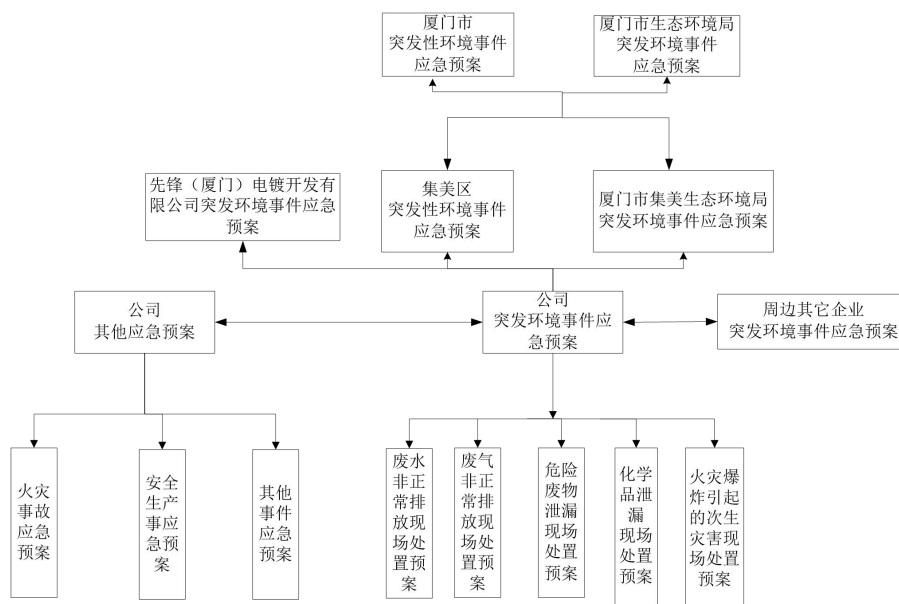 厦门市
突发性环境事件
应急预案
厦门市生态环境局
突发环境事件
应急预案
先锋（厦门）电镀开发有
限公司突发环境事件应急
预案
集美区
突发性环境事件
应急预案
厦门市集美生态环境局
突发环境事件应急预案
公司
其他应急预案
公司
突发环境事件应
急预案
周边其它企业
突发环境事件应急预案
火灾
事故
应急
预案
安全
生产
事应
急预
案
其他
事件
应急
预案
废水
非正
常排
放现
场处
置预
案
废气
非正
常排
放现
场处
置预
案
危险
废物
泄漏
现场
处置
预案
化学
品泄
漏
现场
处置
预案
火灾爆
炸引起
的次生
灾害现
场处置
预案